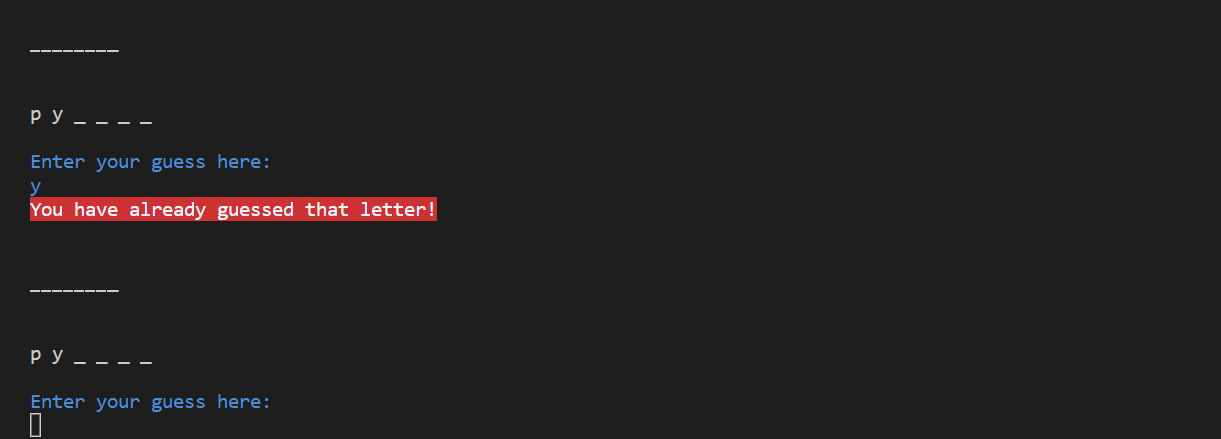 ________
p y _ _ _ _
Enter your guess here:
y
You have already guessed that letter!
________
p y _ _ _ _
Enter your guess here: